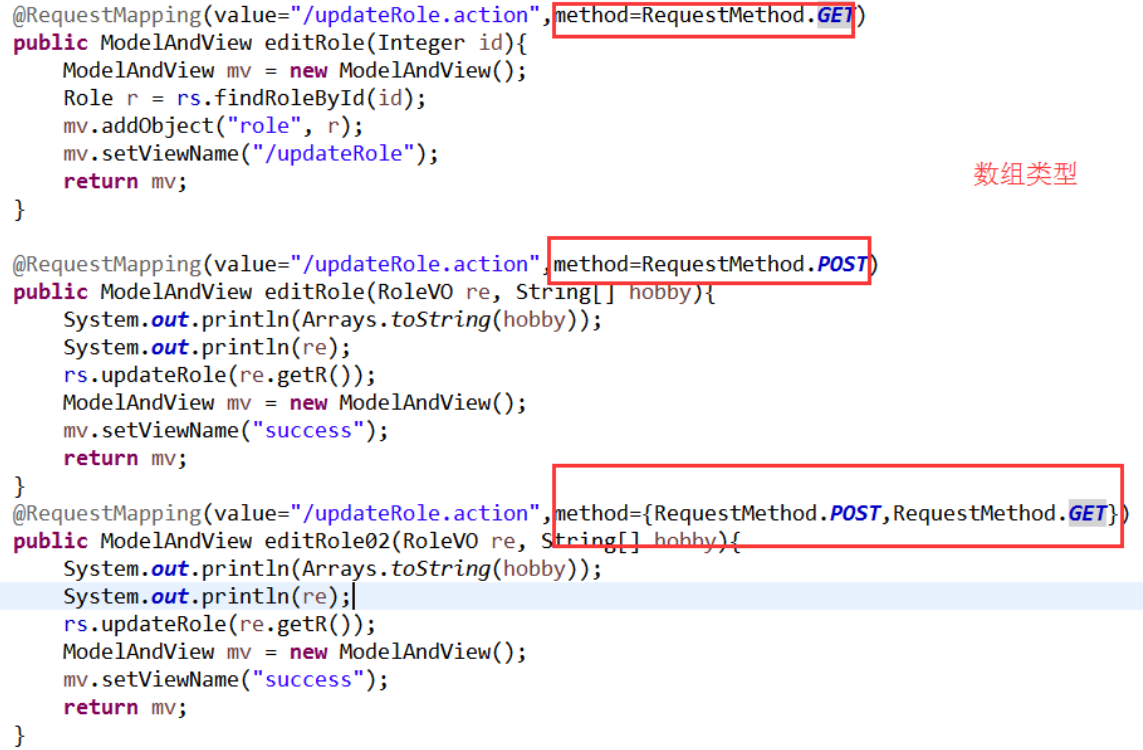 @RequestMapping(value="/updateRole.action",method=RequestMethod.GET)
public ModelAndView editRole(Integer id){
    ModelAndView mv = new ModelAndView();
    Role r = rs.findRoleById(id);
    mv.addObject("role", r);
    mv.setViewName("/updateRole");
数组类型
    return mv;
}
@RequestMapping(value="/updateRole.action",method=RequestMethod.POST)
public ModelAndView editRole(RoleVO re, String[] hobby){
    System.out.println(Arrays.toString(hobby));
    System.out.println(re);
    rs.updateRole(re.getR());
    ModelAndView mv = new ModelAndView();
    mv.setViewName("success");
    return mv;
}
@RequestMapping(value="/updateRole.action",method={RequestMethod.POST,RequestMethod.GET})
public ModelAndView editRole02(RoleVO re, String[] hobby){
    System.out.println(Arrays.toString(hobby));
    System.out.println(re);
    rs.updateRole(re.getR());
    ModelAndView mv = new ModelAndView();
    mv.setViewName("success");
    return mv;
}